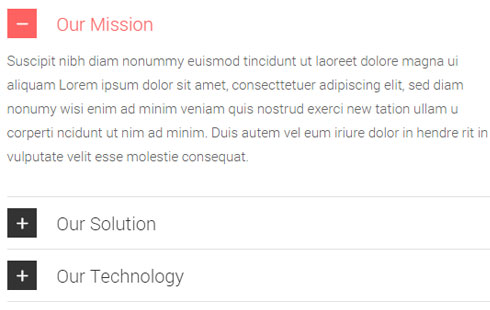 Our Mission
Suscipit nibh diam nonummy euismod tincidunt ut laoreet dolore magna ui
aliquam Lorem ipsum dolor sit amet, consecttetuer adipiscing elit, sed diam
nonumy wisi enim ad minim veniam quis nostrud exerci new tation ullam u
corperti ncidunt ut nim ad minim. Duis autem vel eum iriure dolor in hendre rit in
vulputate velit esse molestie consequat.
Our Solution
Our Technology